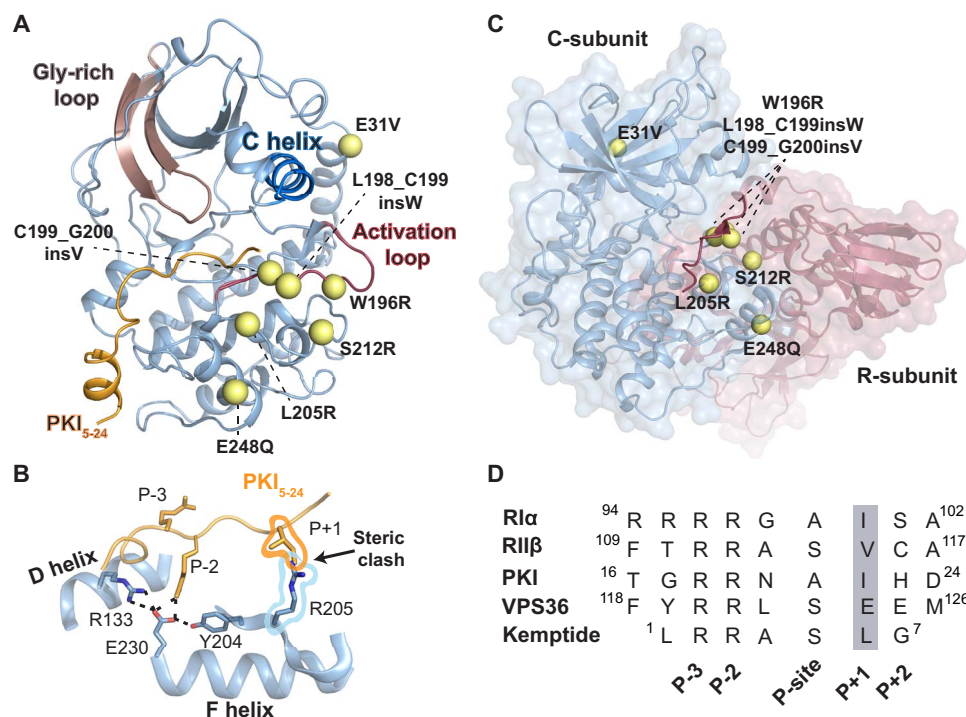 A
Gly-rich
loop
E31V
C helix
L198_C199
insW
C199_G200
insV
Activation
loop
W196R
S212R
L205R
PKI5-24
E248Q
B
PKI5-24
P-3
P+1
Steric
clash
D helix
P-2
R133
R205
E230
Y204
F helix
C
C-subunit
W196R
L198_C199insW
C199_G200insV
E31V
S212R
L205R
E248Q
R-subunit
D
RIα 94 R R R R G A I S A 102
RIIβ 109 F T R R A S V C A 117
PKI 16 T G R R N A I H D 24
VPS36 118 F Y R R L S E E M 126
Kemptide 1 L R R A S L G 7
P-3 P-2 P-site P+1 P+2